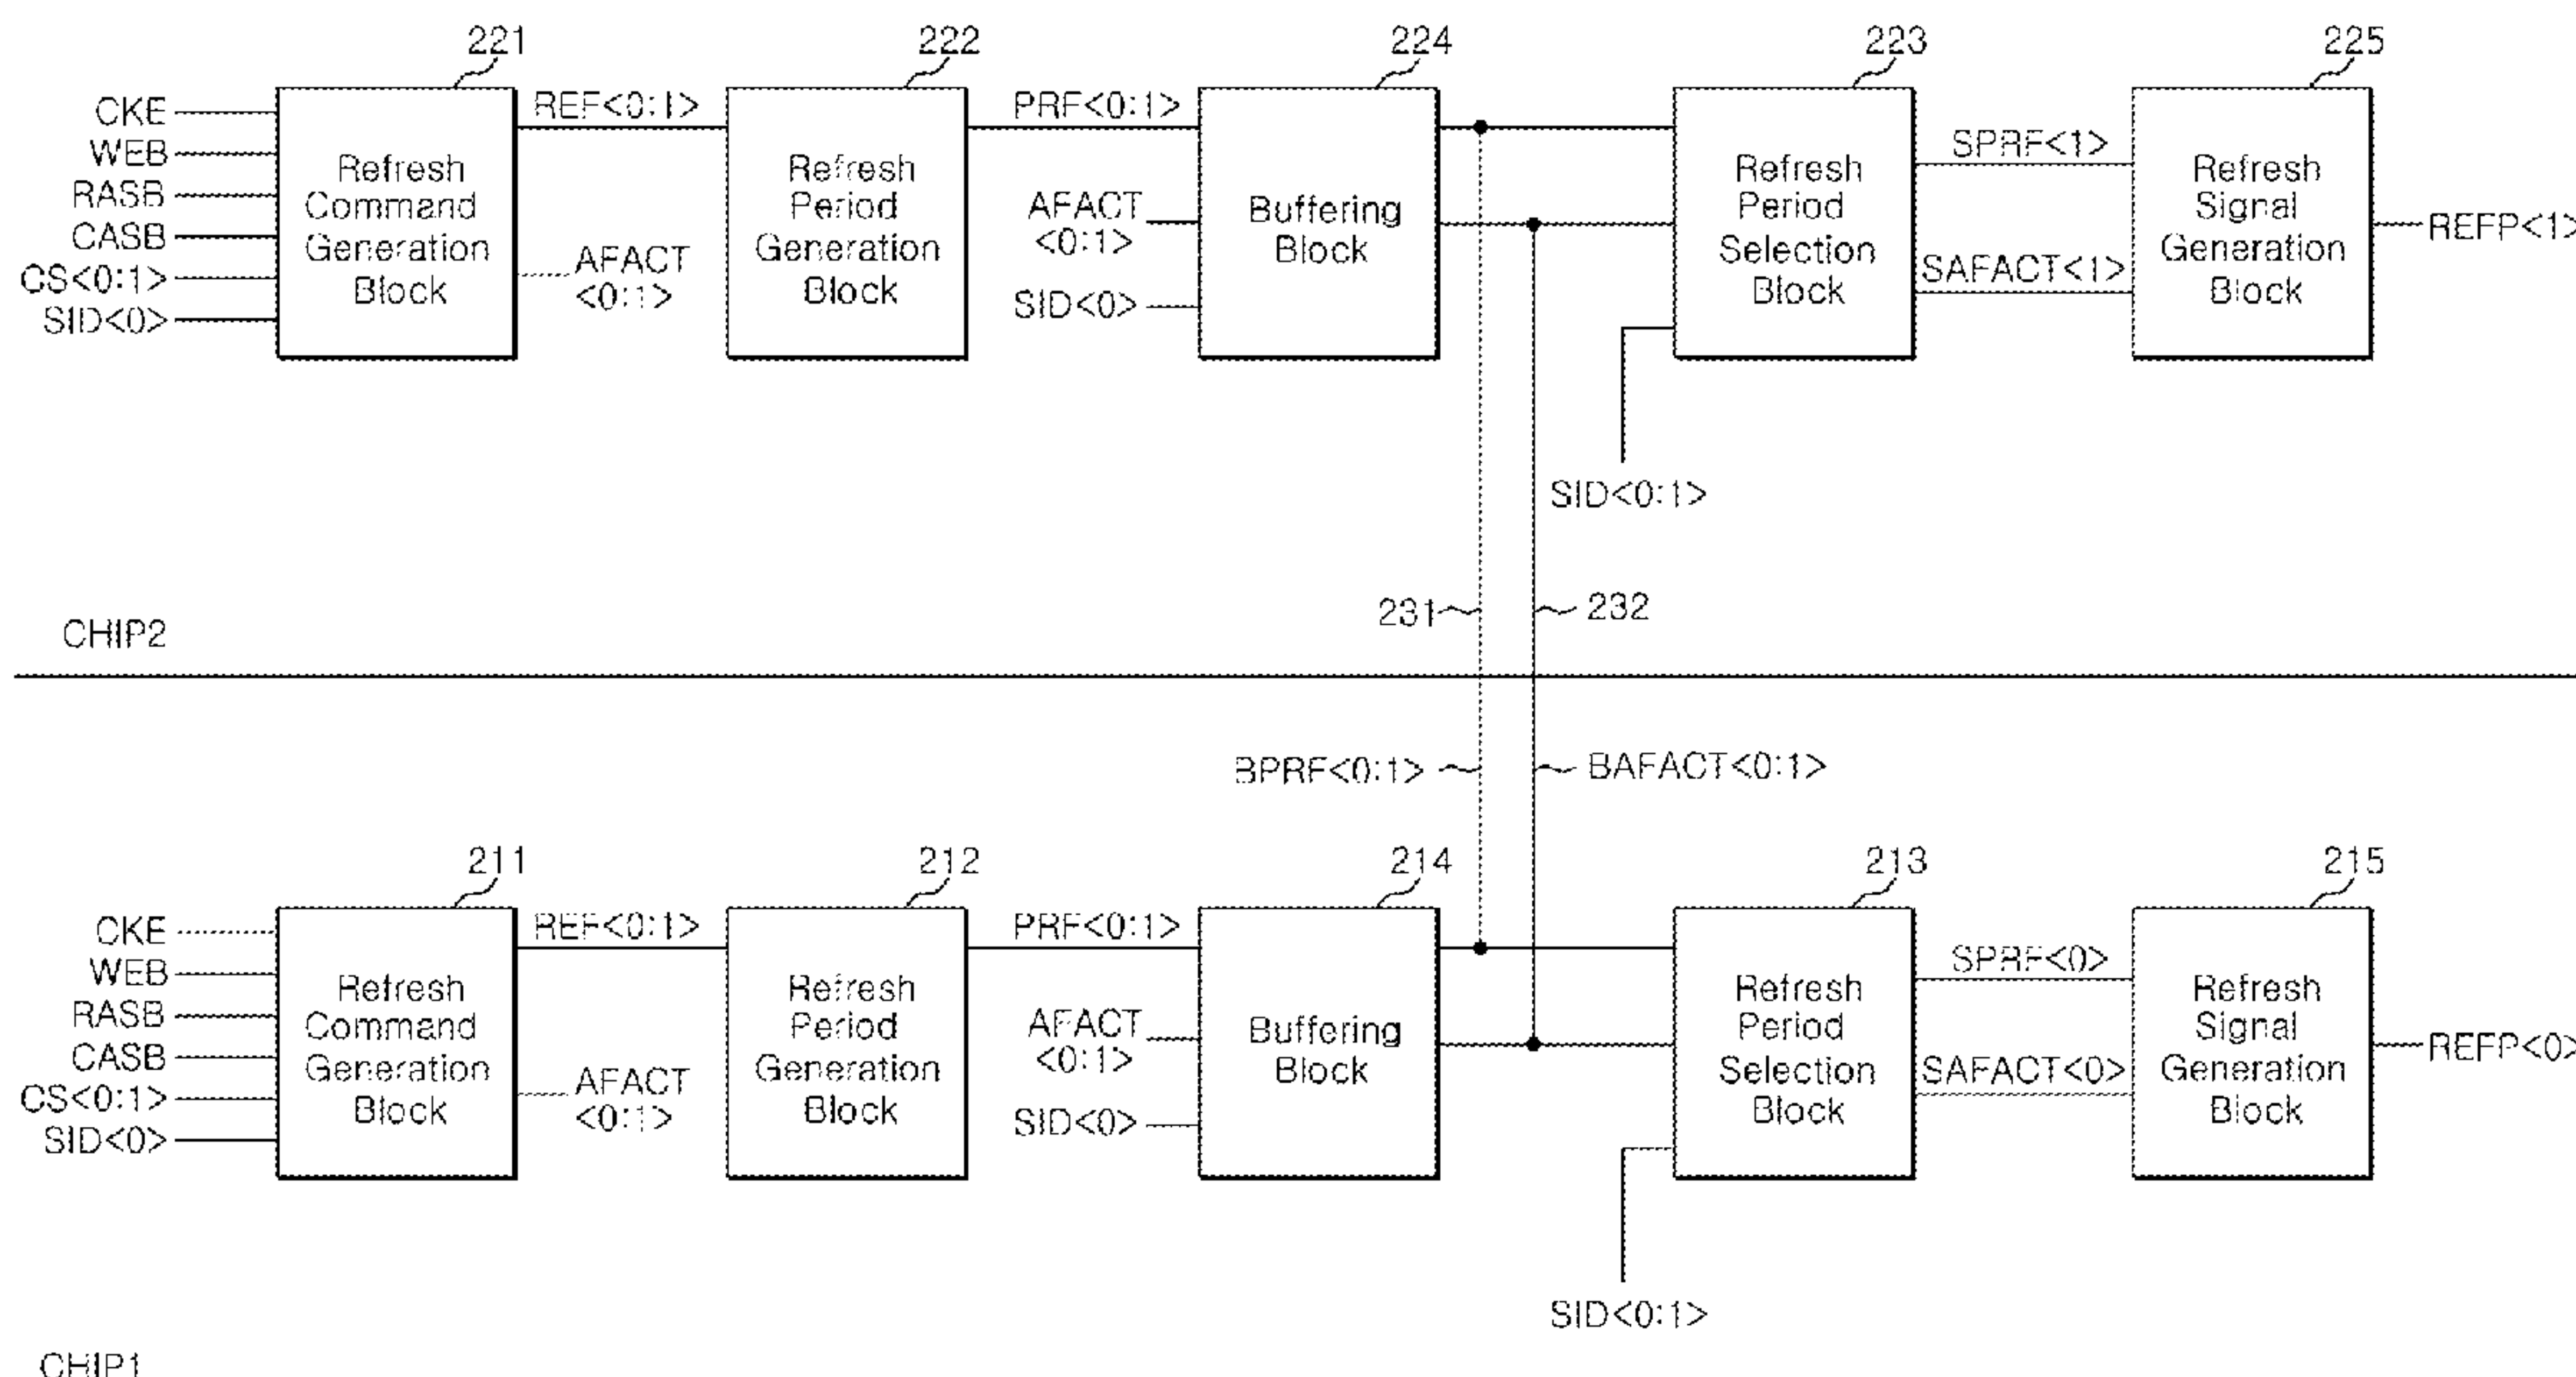 221
222
224
223
225
CKE
WEB
RASB
CASB
CS<0:1>
SID<0>
Refresh
Command
Generation
Block
REF<0:1>
AFACT
<0:1>
Refresh
Period
Generation
Block
PRF<0:1>
AFACT
<0:1>
SID<0>
Buffering
Block
SID<0:1>
Refresh
Period
Selection
Block
SPRF<1>
SAFACT<1>
Refresh
Signal
Generation
Block
REFP<1>
231
232
CHIP2
BPRF<0:1>
BAFACT<0:1>
211
212
214
213
215
CKE
WEB
RASB
CASB
CS<0:1>
SID<0>
Refresh
Command
Generation
Block
REF<0:1>
AFACT
<0:1>
Refresh
Period
Generation
Block
PRF<0:1>
AFACT
<0:1>
SID<0>
Buffering
Block
SID<0:1>
Refresh
Period
Selection
Block
SPRF<0>
SAFACT<0>
Refresh
Signal
Generation
Block
REFP<0>
CHIP1